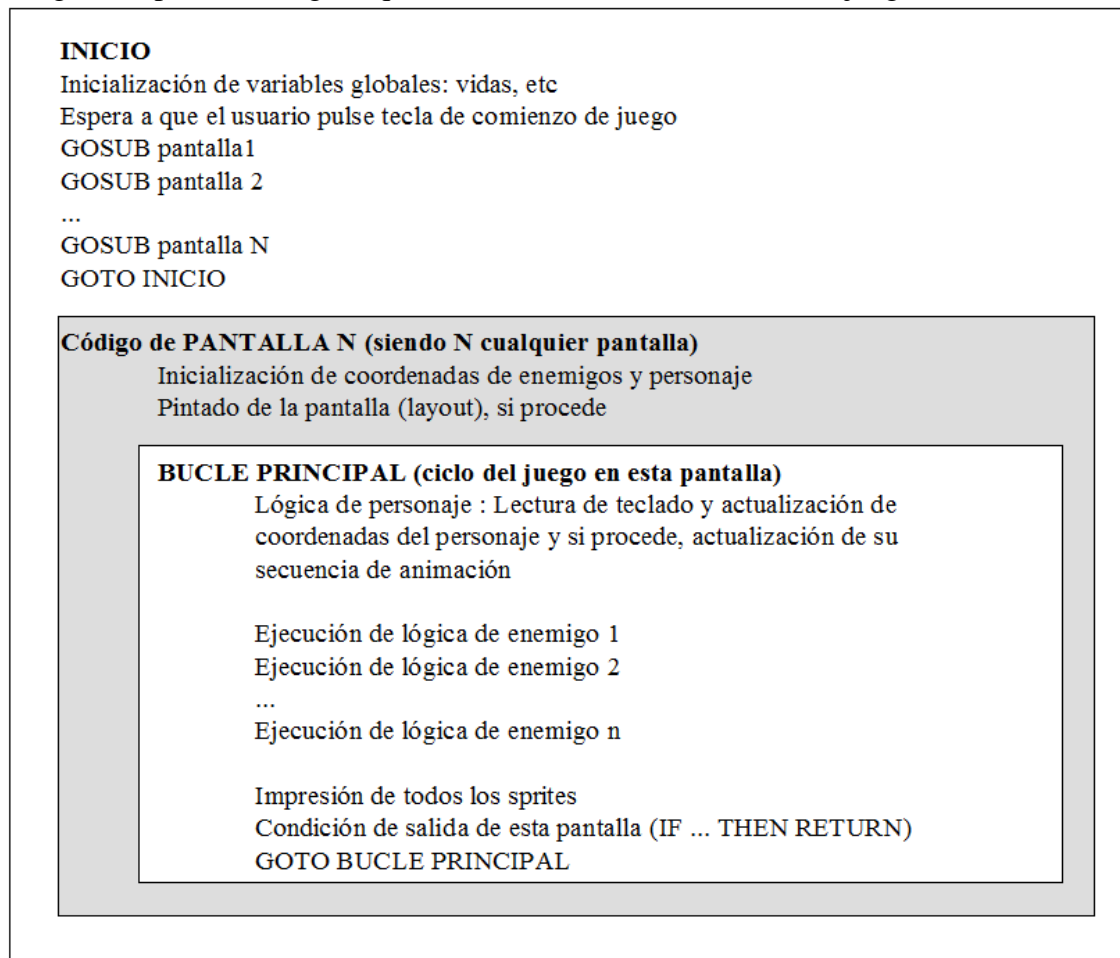 INICIO
Inicialización de variables globales: vidas, etc
Espera a que el usuario pulse tecla de comienzo de juego
GOSUB pantalla1
GOSUB pantalla 2
...
GOSUB pantalla N
GOTO INICIO
Código de PANTALLA N (siendo N cualquier pantalla)
Inicialización de coordenadas de enemigos y personaje
Pintado de la pantalla (layout), si procede
BUCLE PRINCIPAL (ciclo del juego en esta pantalla)
Lógica de personaje : Lectura de teclado y actualización de
coordenadas del personaje y si procede, actualización de su
secuencia de animación
Ejecución de lógica de enemigo 1
Ejecución de lógica de enemigo 2
...
Ejecución de lógica de enemigo n
Impresión de todos los sprites
Condición de salida de esta pantalla (IF ... THEN RETURN)
GOTO BUCLE PRINCIPAL